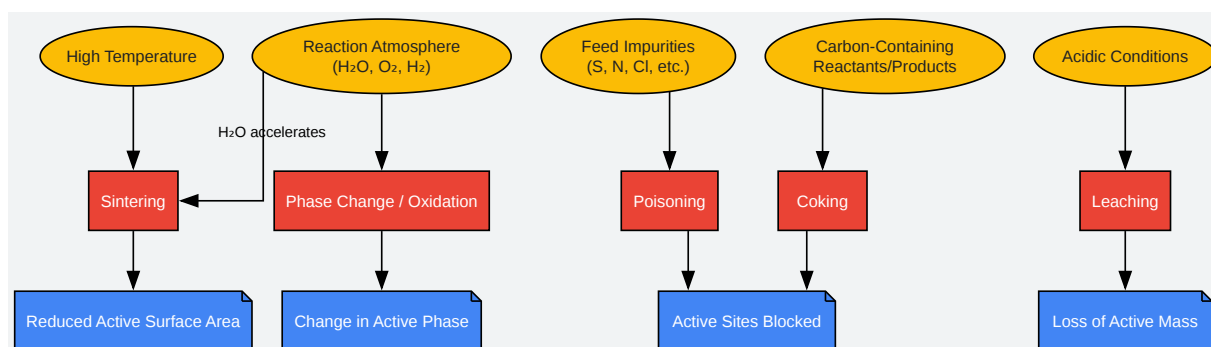 High Temperature
Reaction Atmosphere
(H₂O, O₂, H₂)
Feed Impurities
(S, N, Cl, etc.)
Carbon-Containing
Reactants/Products
Acidic Conditions
H₂O accelerates
Sintering
Phase Change / Oxidation
Poisoning
Coking
Leaching
Reduced Active Surface Area
Change in Active Phase
Active Sites Blocked
Loss of Active Mass